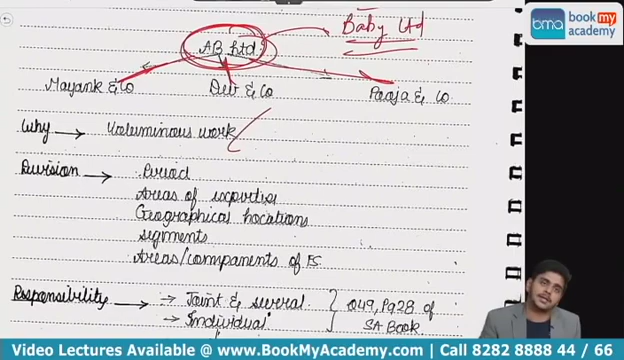 Baby Ltd
bma book my academy
AB Ltd.
Mayank & Co
Deb & Co
Pooja & Co
Why → Voluminous work
Division → Period
Areas of expertise
Geographical locations
segments
Areas/components of FS.
Responsibility → → Joint & several } Q49, Pg28 of
→ Individual SA Book
Video Lectures Available @ www.BookMyAcademy.com | Call 8282 8888 44 / 66